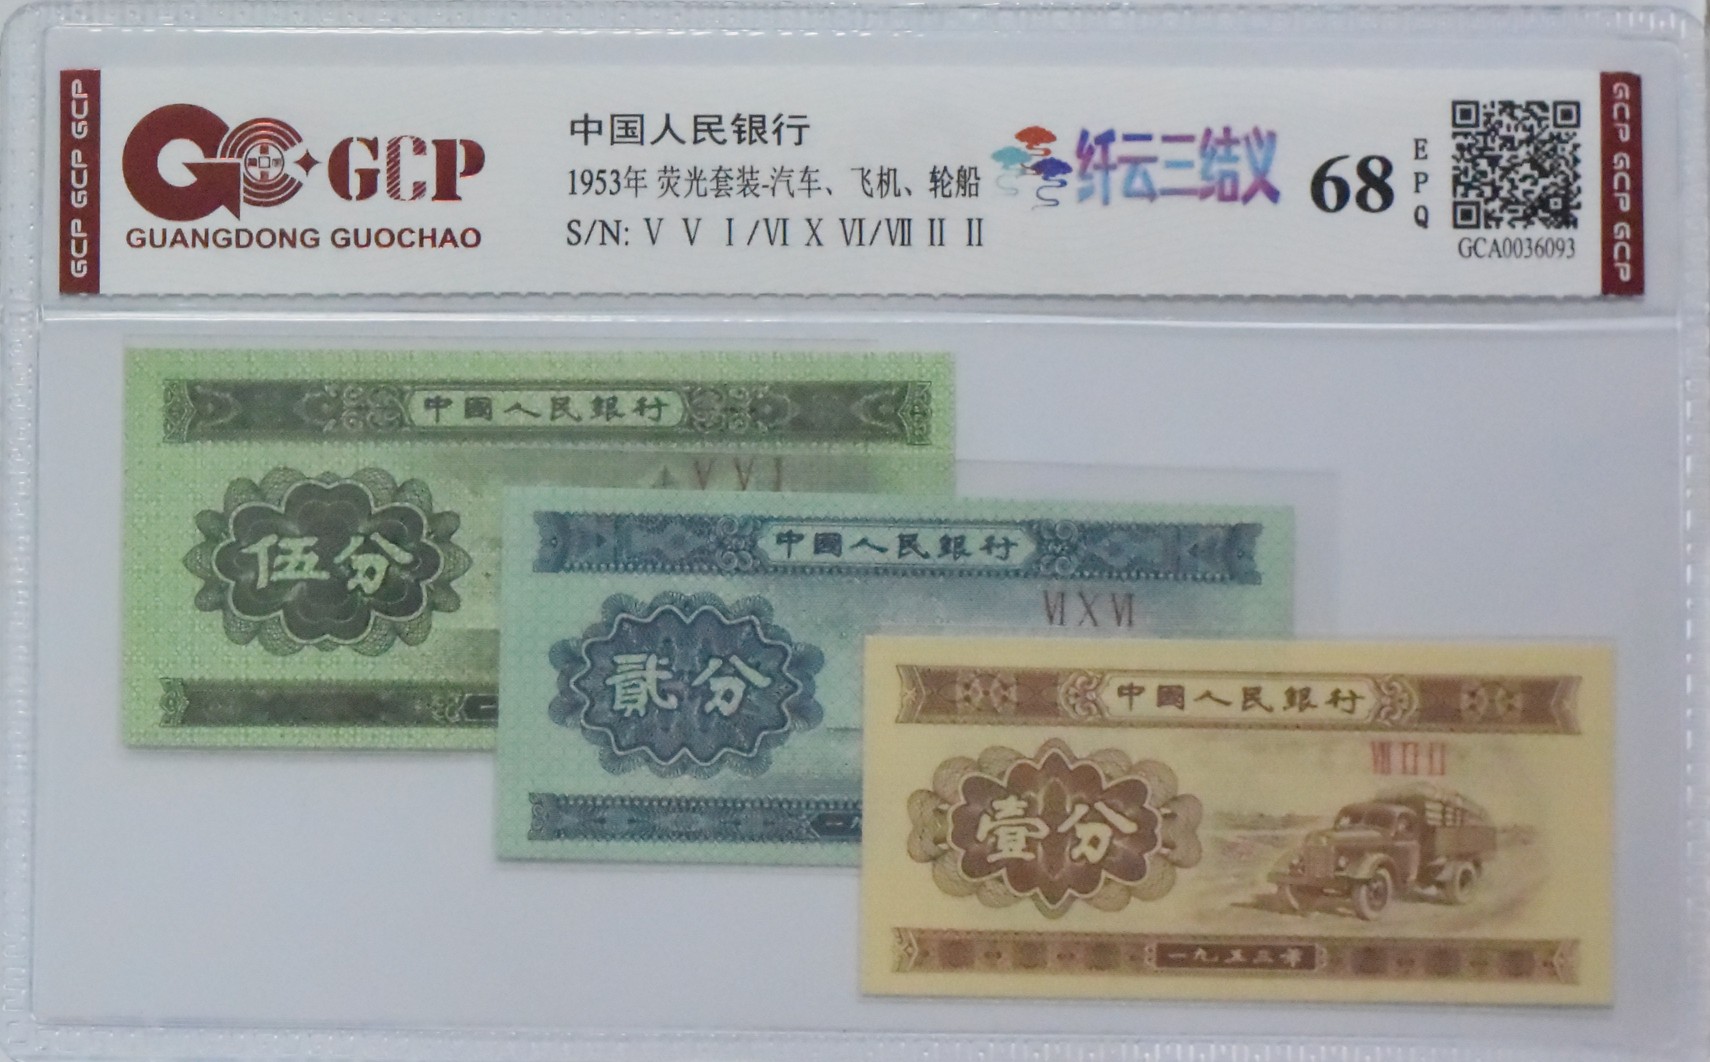 GCP GCP GCP
GCP
GUANGDONG GUOCHAO
中国人民银行
1953年 荧光套装-汽车、飞机、轮船
S/N: Ⅴ Ⅴ Ⅰ/Ⅵ Ⅹ Ⅵ/Ⅶ Ⅱ Ⅱ
纤云三结义
68
EPQ
GCA0036093
GCP GCP GCP
中國人民銀行
Ⅴ Ⅴ Ⅰ
伍分
中國人民銀行
Ⅵ Ⅹ Ⅵ
貳分
中國人民銀行
Ⅶ Ⅱ Ⅱ
壹分
一九五三年